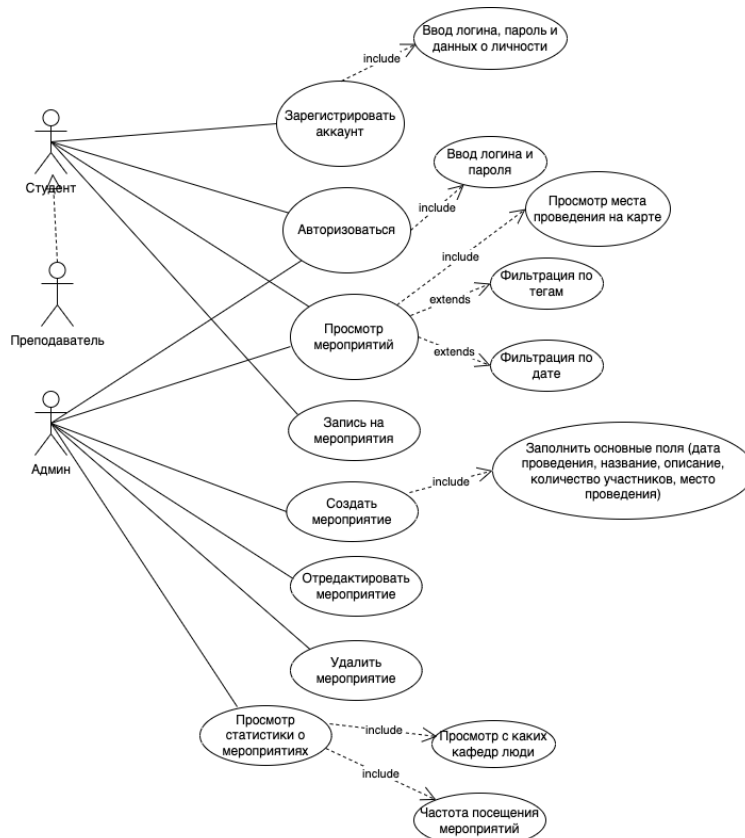 Ввод логина, пароль и
данных о личности
include
Зарегистрировать
аккаунт
Студент
Ввод логина и
пароля
include
Авторизоваться
Просмотр места
проведения на карте
include
Преподаватель
Фильтрация по
тегам
extends
Просмотр
мероприятий
extends
Фильтрация по
дате
Админ
Запись на
мероприятия
Заполнить основные поля (дата
проведения, название, описание,
количество участников, место
проведения)
include
Создать
мероприятие
Отредактировать
мероприятие
Удалить
мероприятие
Просмотр
статистики о
мероприятиях
include
Просмотр с каких
кафедр люди
include
Частота посещения
мероприятий